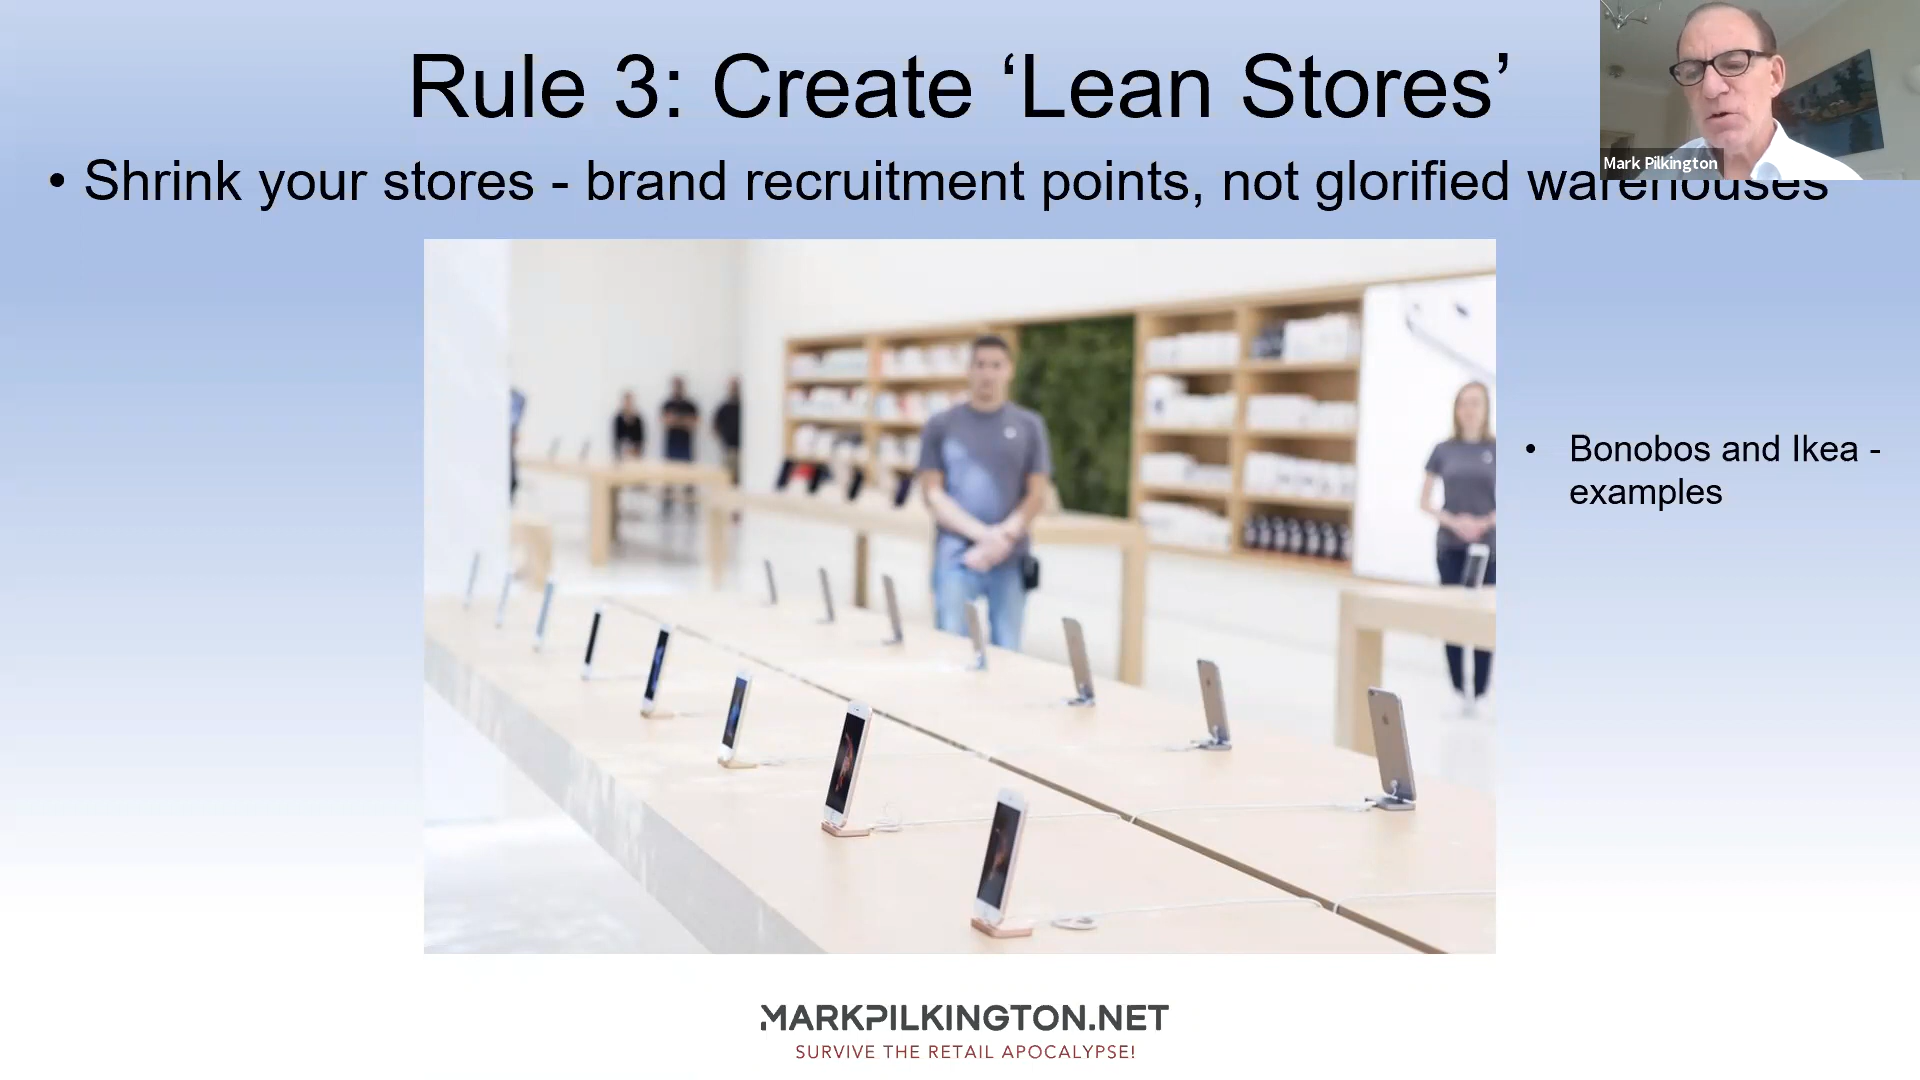 Rule 3: Create ‘Lean Stores’
Mark Pilkington
• Shrink your stores - brand recruitment points, not glorified warehouses
• Bonobos and Ikea -
examples
MARKPILKINGTON.NET
SURVIVE THE RETAIL APOCALYPSE!